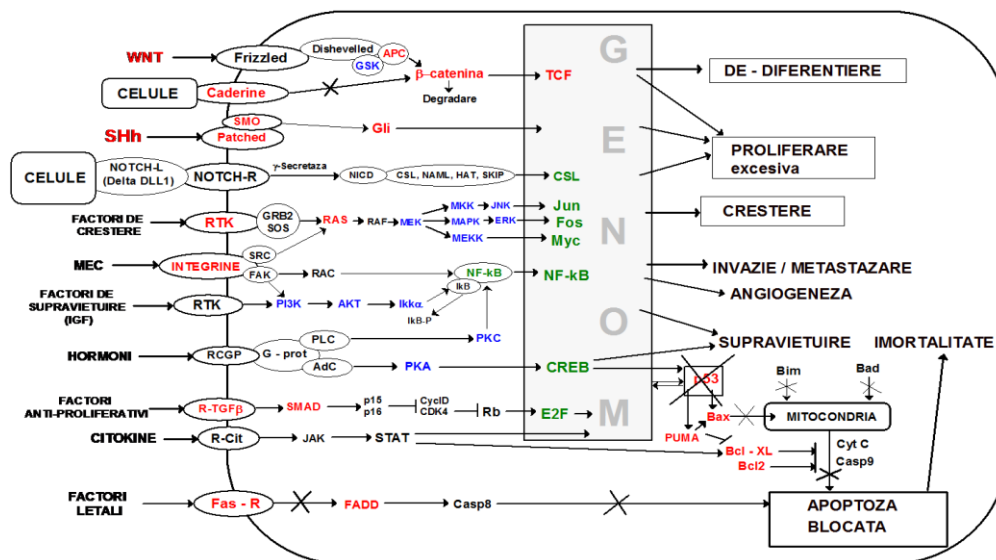 WNT
Frizzled
Dishevelled
GSK
APC
β-catenina
TCF
Degradare
CELULE
Caderine
SHh
SMO
Patched
Gli
CELULE
NOTCH-L
(Delta DLL1)
NOTCH-R
γ-Secretaza
NICD
CSL, NAML, HAT, SKIP
CSL
FACTORI DE
CRESTERE
RTK
GRB2
SOS
RAS
RAF
MEK
MKK
JNK
Jun
MAPK
ERK
Fos
MEKK
Myc
MEC
INTEGRINE
SRC
FAK
RAC
NF-kB
IkB
NF-kB
FACTORI DE
SUPRAVIETUIRE
(IGF)
RTK
PI3K
AKT
Ikkα
IkB-P
HORMONI
RCGP
G - prot
PLC
AdC
PKC
PKA
CREB
FACTORI
ANTI-PROLIFERATIVI
R-TGFβ
SMAD
p15
p16
CyclD
CDK4
Rb
E2F
CITOKINE
R-Cit
JAK
STAT
FACTORI
LETALI
Fas - R
FADD
Casp8
G
E
N
O
M
DE - DIFERENTIERE
PROLIFERARE
excesiva
CRESTERE
INVAZIE / METASTAZARE
ANGIOGENEZA
SUPRAVIETUIRE
IMORTALITATE
p53
Bim
Bad
Bax
MITOCONDRIA
PUMA
Bcl - XL
Bcl2
Cyt C
Casp9
APOPTOZA
BLOCATA